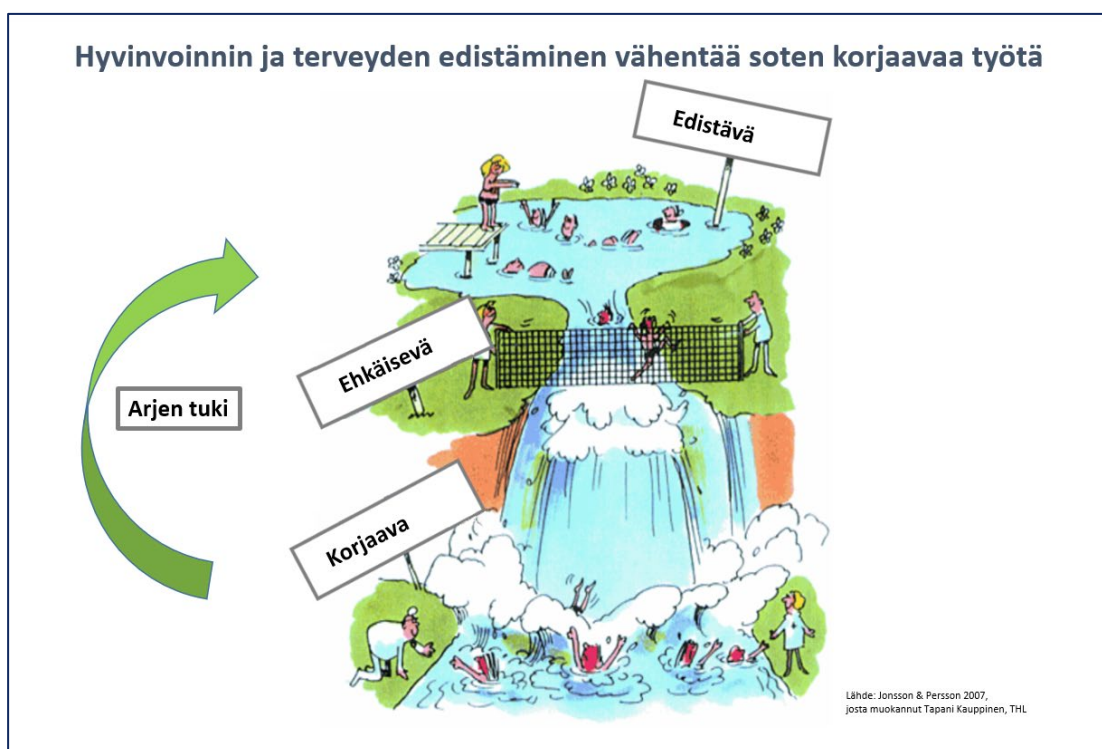 Hyvinvoinnin ja terveyden edistäminen vähentää soten korjaavaa työtä
Edistävä
Ehkäisevä
Arjen tuki
Korjaava
Lähde: Jonsson & Persson 2007,
josta muokannut Tapani Kauppinen, THL